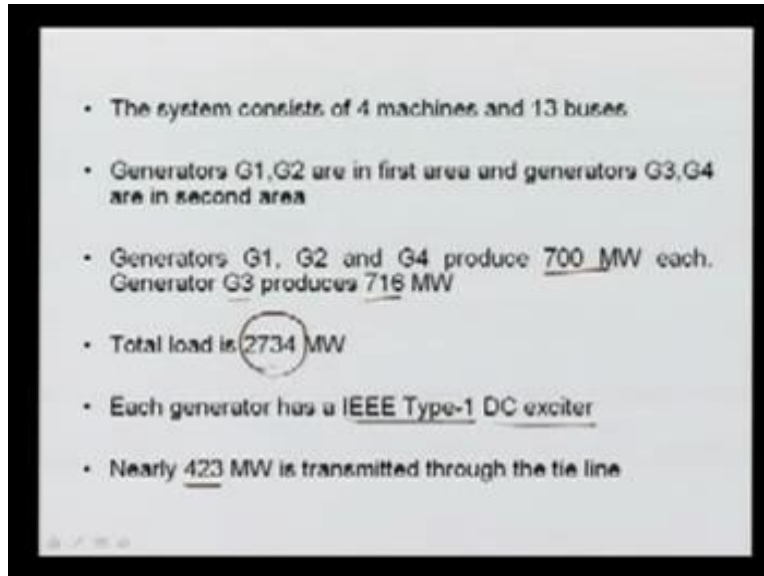 • The system consists of 4 machines and 13 buses
• Generators G1,G2 are in first area and generators G3,G4
are in second area
• Generators G1, G2 and G4 produce 700 MW each.
Generator G3 produces 716 MW
• Total load is 2734 MW
• Each generator has a IEEE Type-1 DC exciter
• Nearly 423 MW is transmitted through the tie line